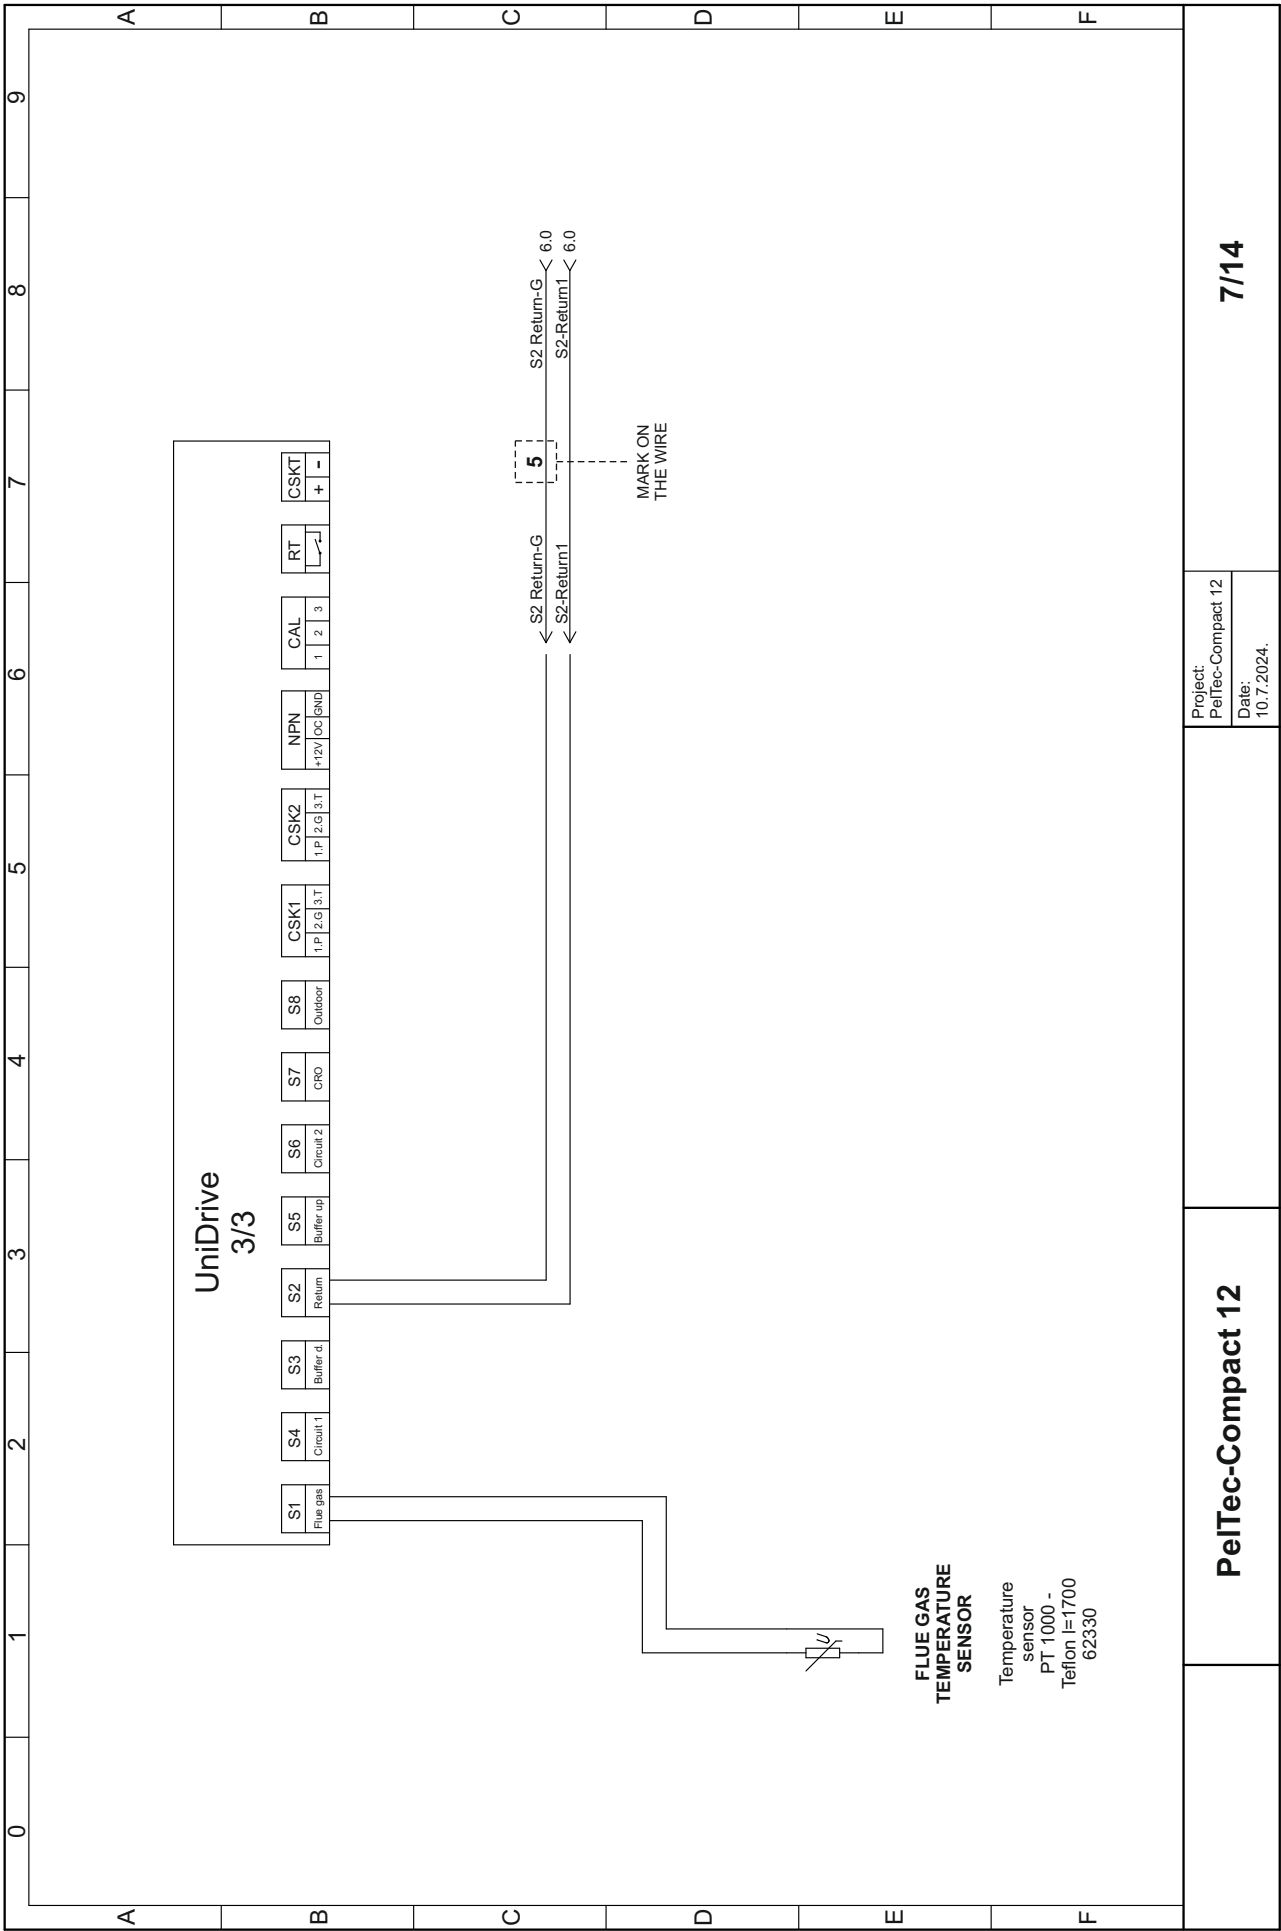 0 1 2 3 4 5 6 7 8 9
A A
B B
C C
D D
E E
F F
UniDrive
3/3
S1 S4 S3 S2 S5 S6 S7 S8 CSK1 CSK2 NPN CAL RT CSKT
Flue gas Circuit 1 Buffer d. Return Buffer up Circuit 2 CRO Outdoor 1.P 2.G 3.T 1.P 2.G 3.T +12V OC GND 1 2 3 + -
S2 Return-G 5 S2 Return-G 6.0
S2-Return1 S2-Return1 6.0
MARK ON
THE WIRE
U
FLUE GAS
TEMPERATURE
SENSOR
Temperature
sensor
PT 1000 -
Teflon l=1700
62330
PelTec-Compact 12
Project:
PelTec-Compact 12
Date:
10.7.2024.
7/14